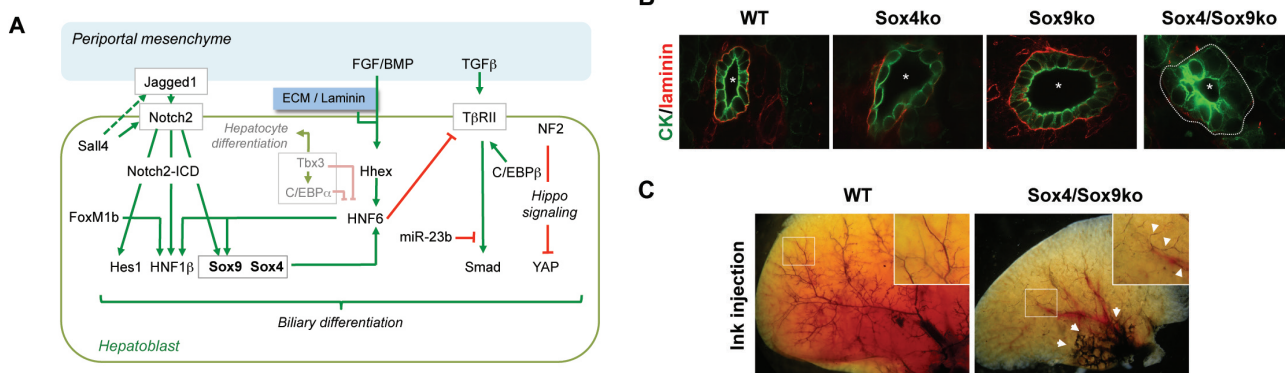 A
Periportal mesenchyme
Jagged1
FGF/BMP
TGFβ
ECM / Laminin
Notch2
TβRII
NF2
Hepatocyte
differentiation
Sall4
Tbx3
Hhex
C/EBPβ
Notch2-ICD
C/EBPα
Hippo
signaling
FoxM1b
HNF6
miR-23b
Hes1 HNF1β Sox9 Sox4
Smad
YAP
Biliary differentiation
Hepatoblast
B
WT Sox4ko Sox9ko Sox4/Sox9ko
CK/laminin
* * * *
C
WT Sox4/Sox9ko
Ink injection